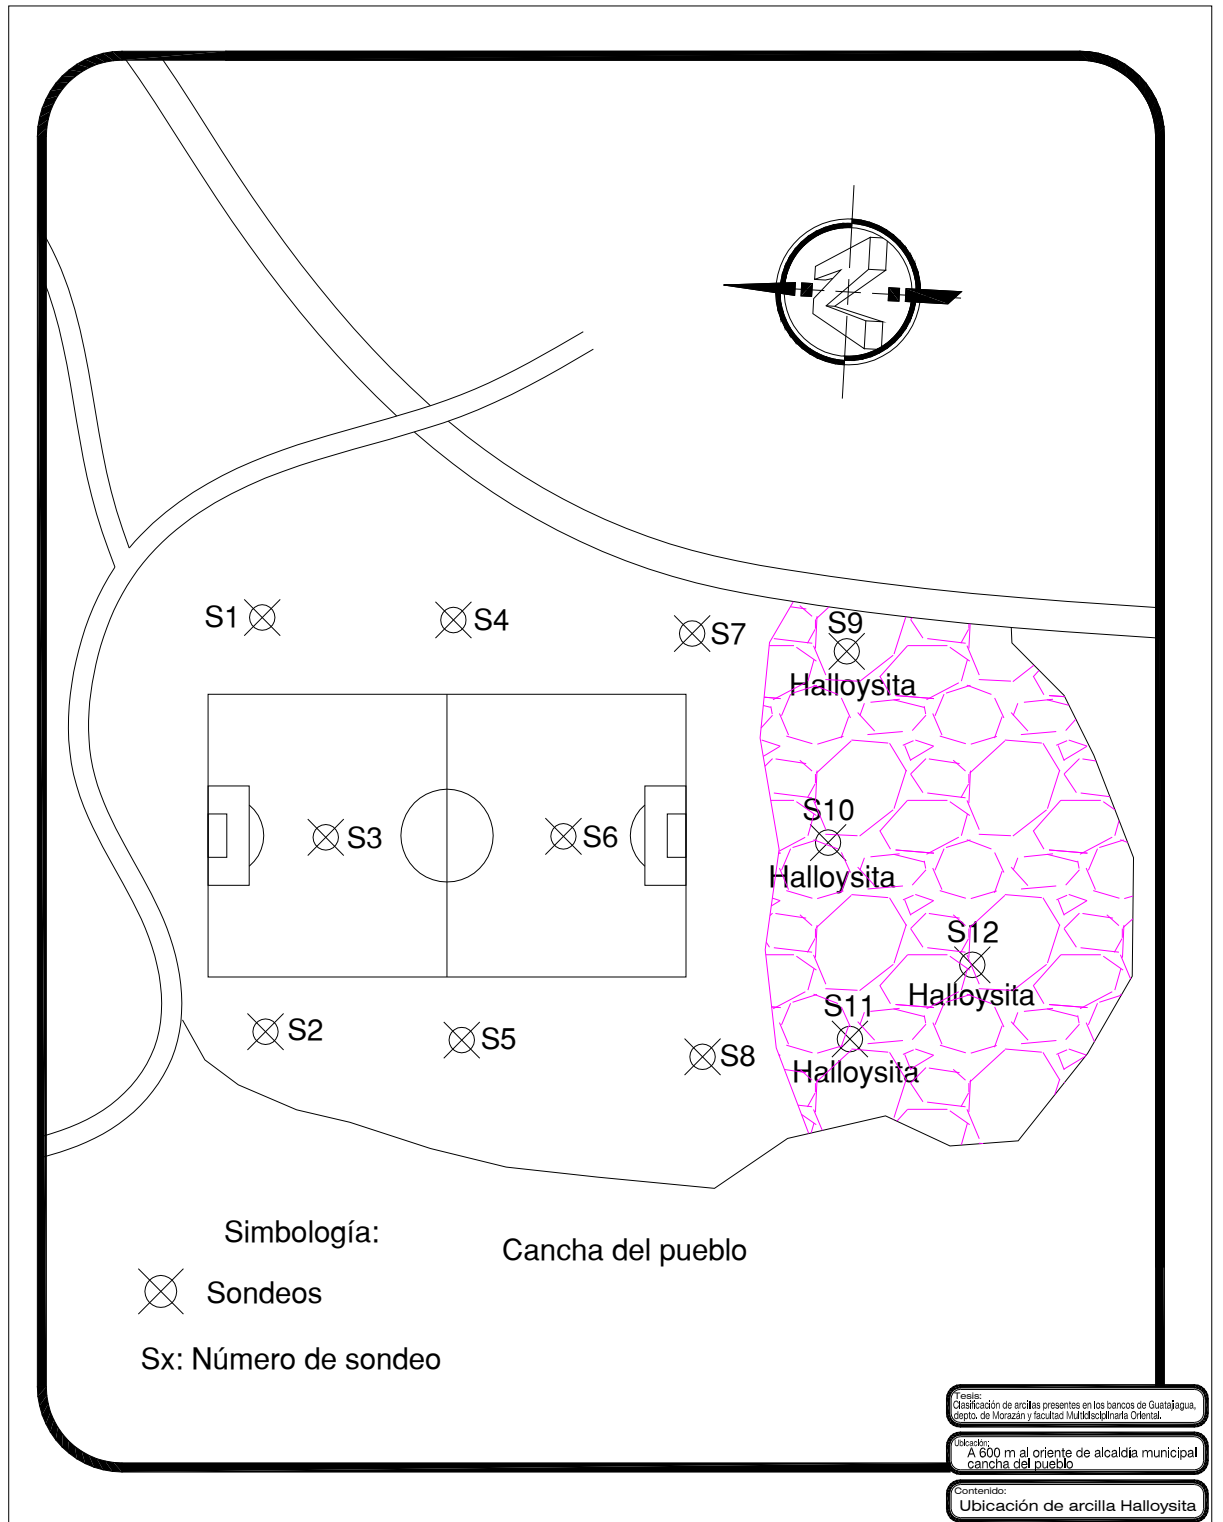 N
S1
S4
S7
S9
Halloysita
S10
Halloysita
S3
S6
S12
Halloysita
S11
Halloysita
S2
S5
S8
Simbología:
Cancha del pueblo
Sondeos
Sx: Número de sondeo
Tesis:
Clasificación de arcillas presentes en los bancos de Guatajiagua,
depto. de Morazán y facultad Multidisciplinaria Oriental.
Ubicación:
A 600 m al oriente de alcaldía municipal
cancha del pueblo
Contenido:
Ubicación de arcilla Halloysita